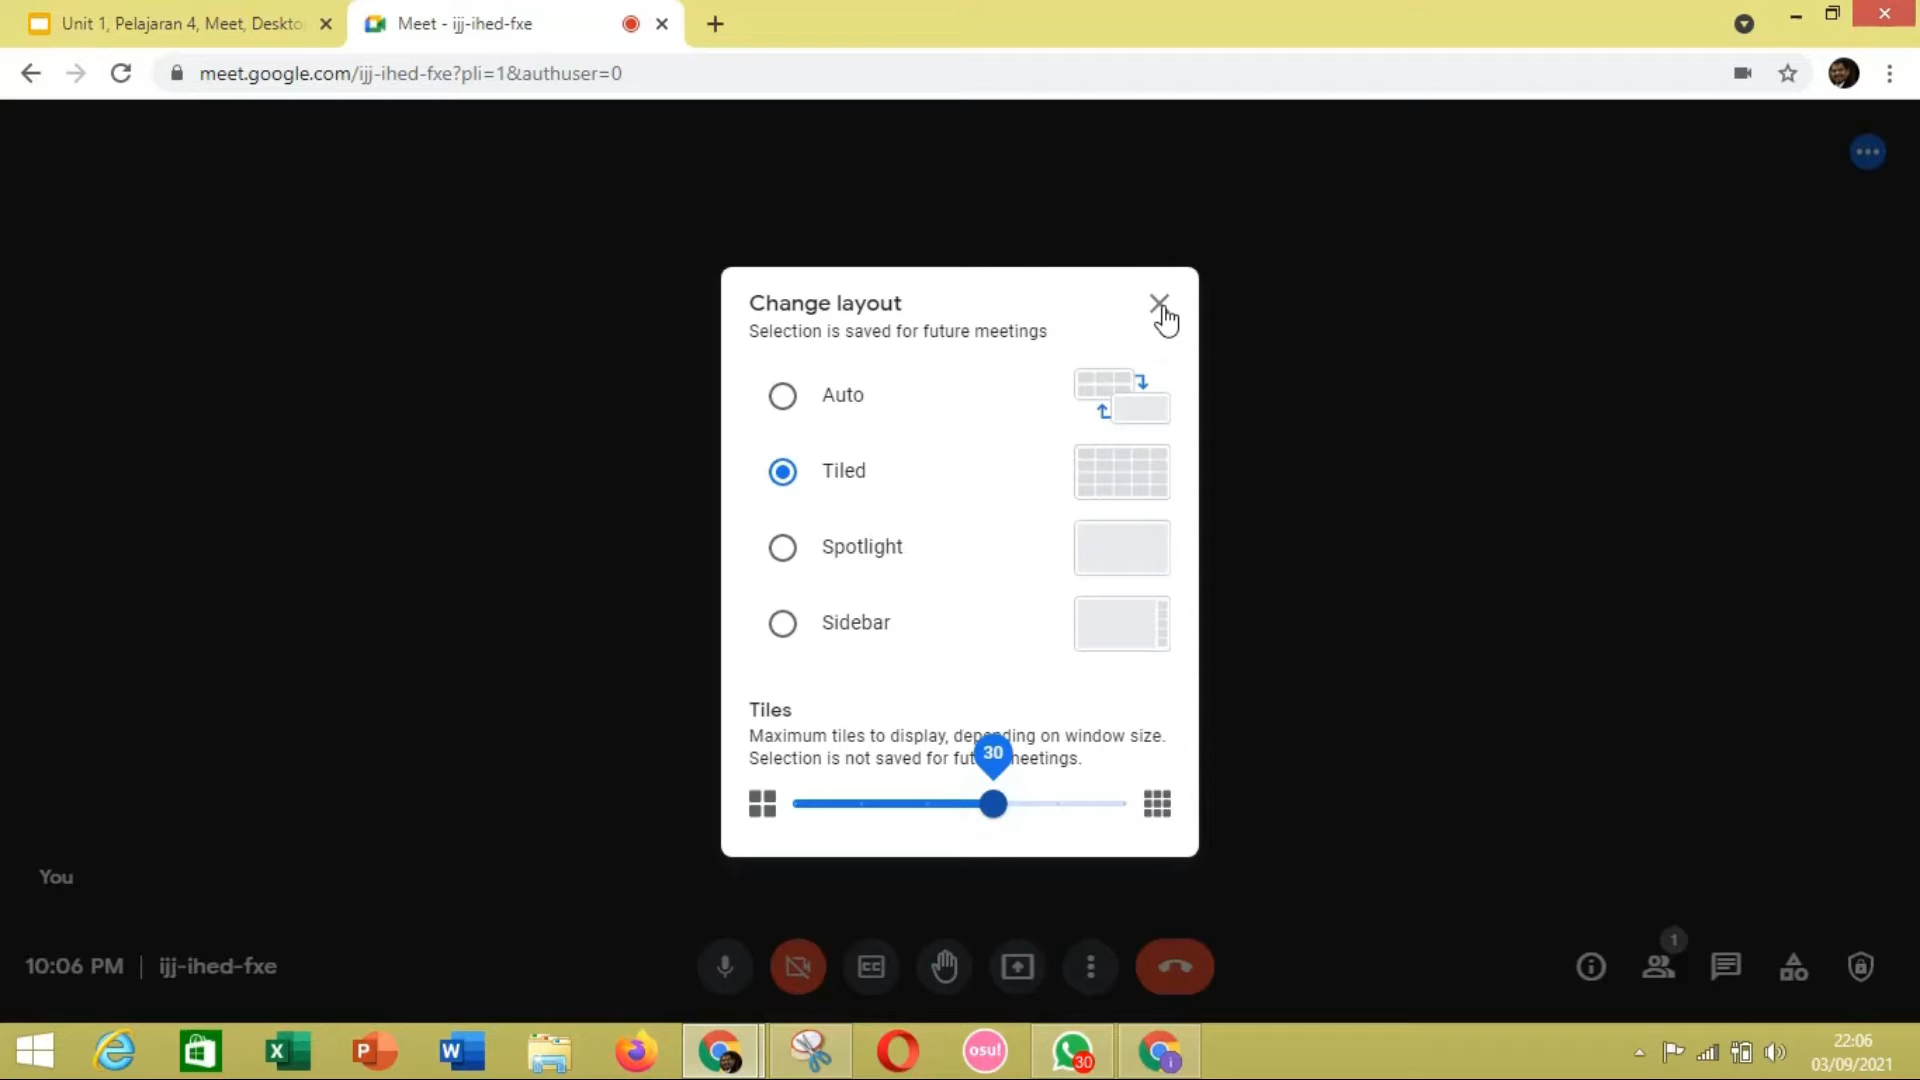 Unit 1, Pelajaran 4, Meet, Deskto
Meet - ijj-ihed-fxe
meet.google.com/ijj-ihed-fxe?pli=1&authuser=0
Change layout
Selection is saved for future meetings
Auto
Tiled
Spotlight
Sidebar
Tiles
Maximum tiles to display, depending on window size.
Selection is not saved for future meetings.
30
You
10:06 PM | ijj-ihed-fxe
CC
1
osu!
30
i
22:06
03/09/2021